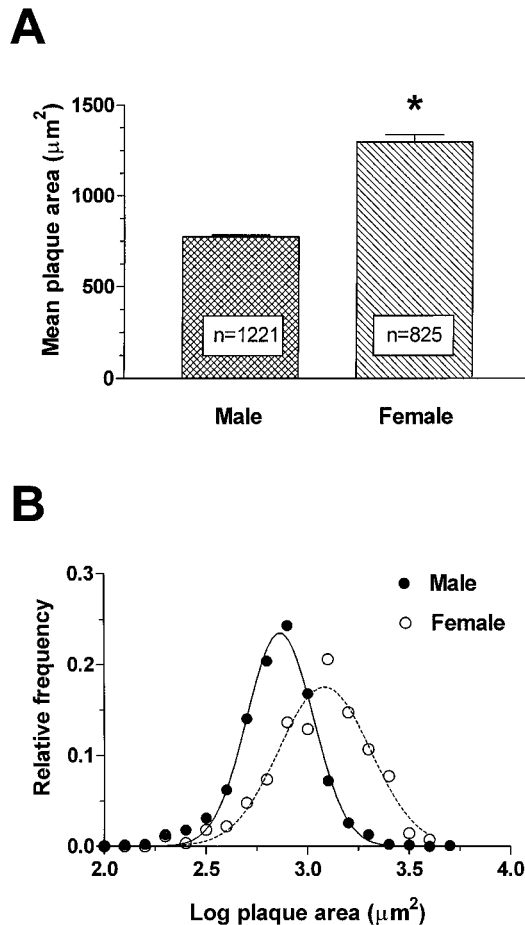 A
Mean plaque area (μm²)
1500
1000
500
0
*
n=1221
n=825
Male
Female
B
Relative frequency
0.3
0.2
0.1
0.0
Male
Female
2.0
2.5
3.0
3.5
4.0
Log plaque area (μm²)